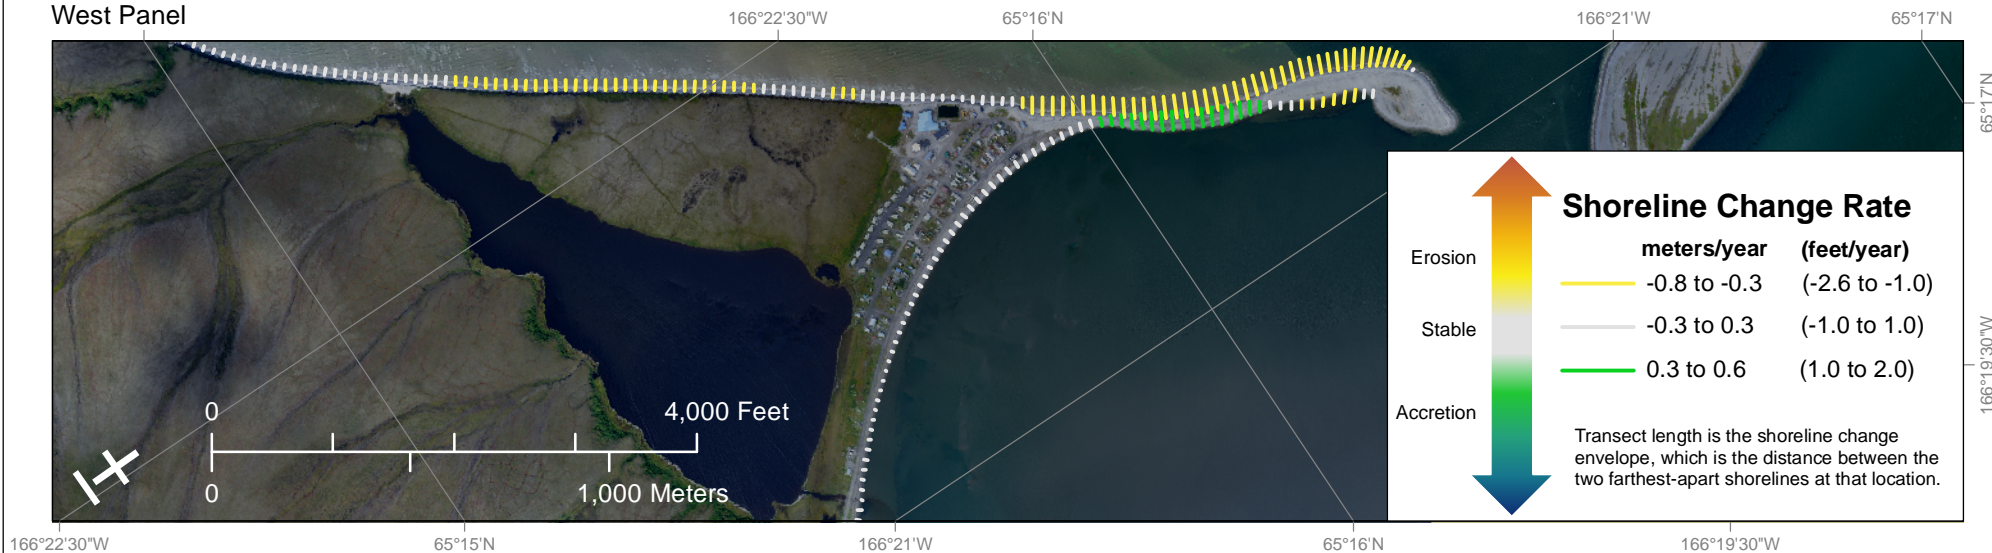 West Panel
166°22'30"W
65°16'N
166°21'W
65°17'N
65°17'N
166°19'30"W
Shoreline Change Rate
meters/year (feet/year)
Erosion
-0.8 to -0.3 (-2.6 to -1.0)
Stable
-0.3 to 0.3 (-1.0 to 1.0)
0.3 to 0.6 (1.0 to 2.0)
Accretion
Transect length is the shoreline change
envelope, which is the distance between the
two farthest-apart shorelines at that location.
0 4,000 Feet
0 1,000 Meters
H
166°22'30"W
65°15'N
166°21'W
65°16'N
166°19'30"W